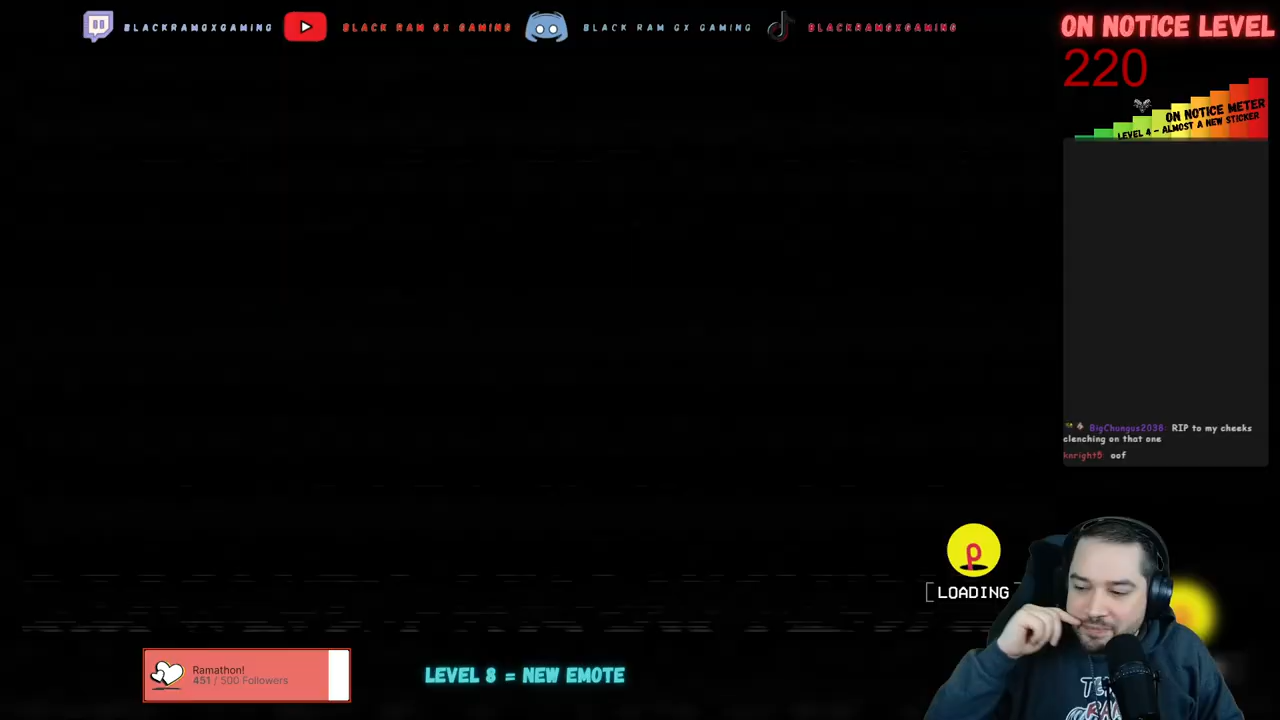 BLACKRAMGXGAMING
BLACK RAM GX GAMING
BLACK RAM GX GAMING
BLACKRAMGXGAMING
ON NOTICE LEVEL
220
ON NOTICE METER
LEVEL 4 - ALMOST A NEW STICKER
BigChungus2036: RIP to my cheeks
clenching on that one
knright5: oof
p
[LOADING]
Ramathon!
451 / 500 Followers
LEVEL 8 = NEW EMOTE